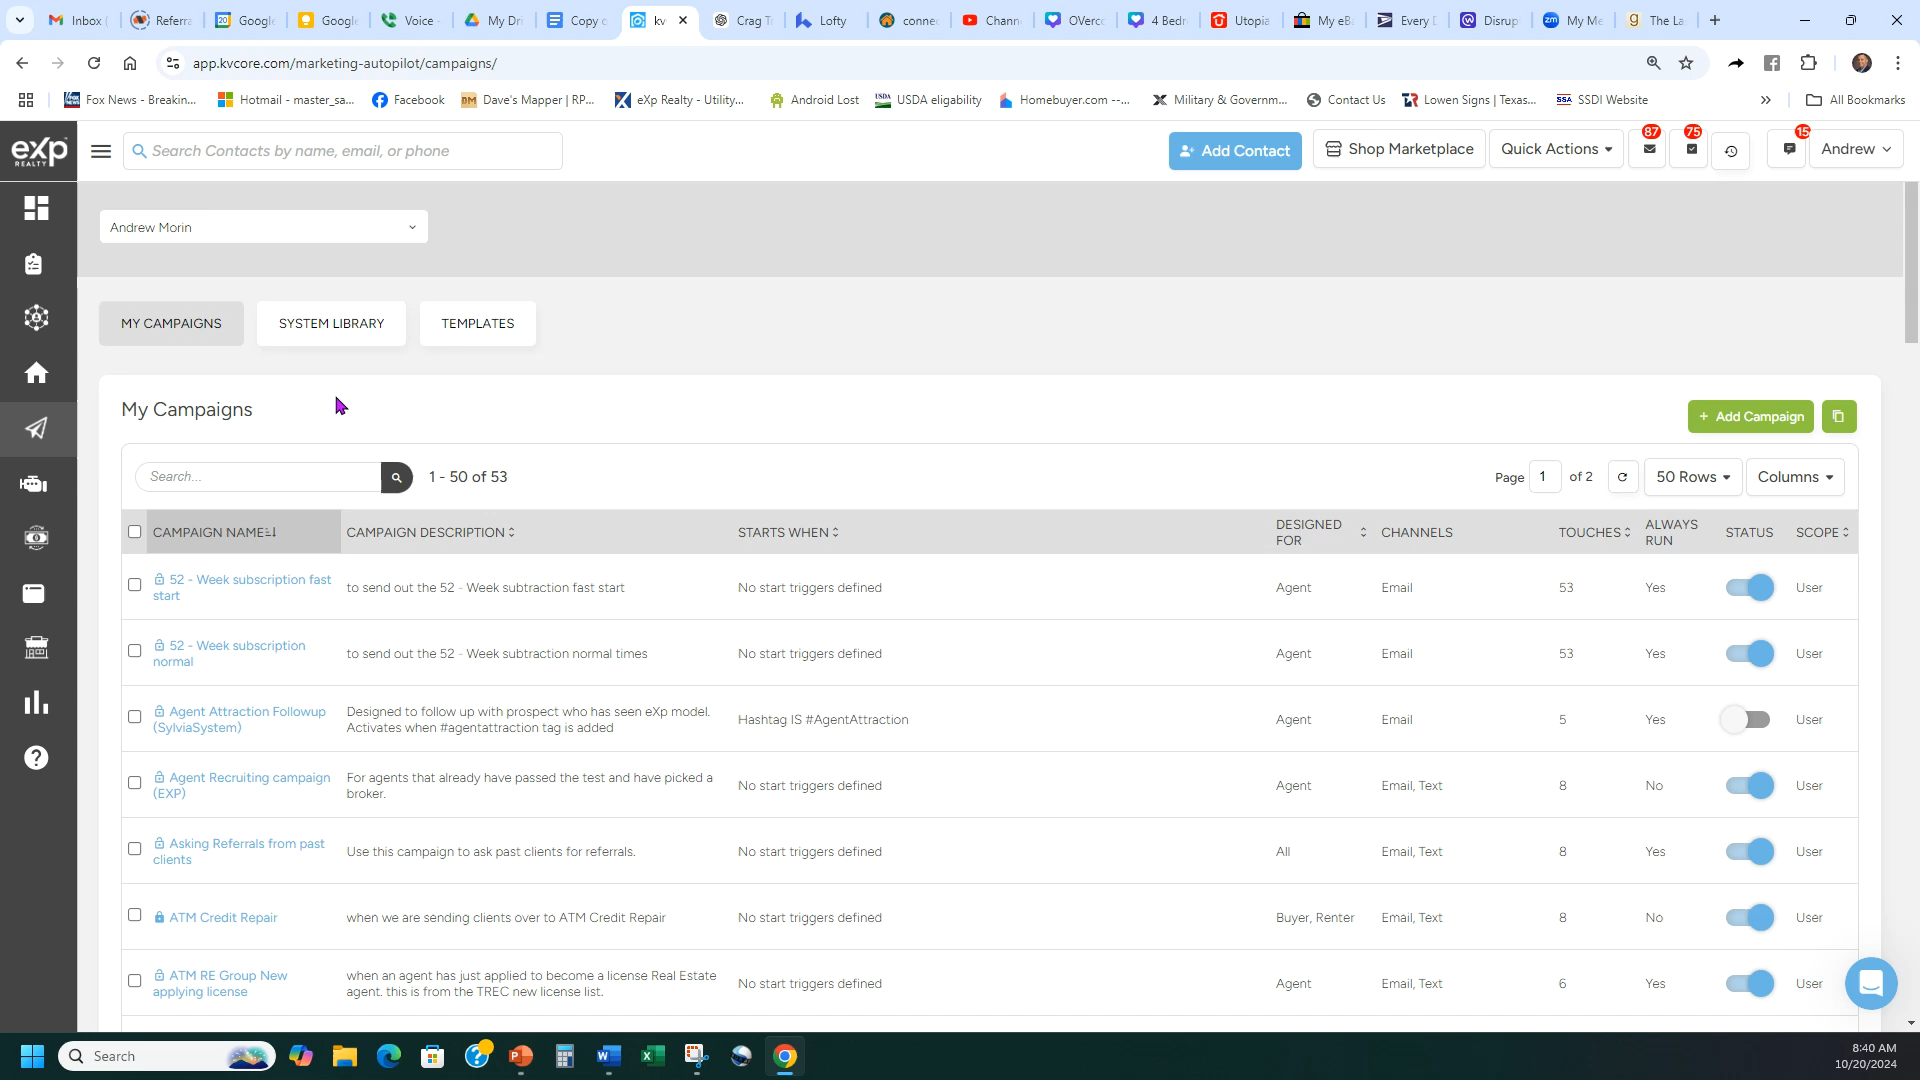 Inbox (
Referra
20
Google
Google
Voice -
My Dri
Copy o
kv
Crag T
Lofty
connec
Chann
OVerco
4 Bedr
Utopia
My eB
Every D
Disrup
My Me
The La
app.kvcore.com/marketing-autopilot/campaigns/
Fox News - Breakin...
Hotmail - master_sa...
Facebook
DM Dave's Mapper | RP...
eXp Realty - Utility...
Android Lost
USDA USDA eligibility
Homebuyer.com --...
Military & Governm...
Contact Us
Lowen Signs | Texas...
SSA SSDI Website
All Bookmarks
eXp
REALTY
Search Contacts by name, email, or phone
Add Contact
Shop Marketplace
Quick Actions
87
75
15
Andrew
Andrew Morin
MY CAMPAIGNS
SYSTEM LIBRARY
TEMPLATES
My Campaigns
+ Add Campaign
Search...
1 - 50 of 53
Page 1 of 2
50 Rows
Columns
CAMPAIGN NAME
CAMPAIGN DESCRIPTION
STARTS WHEN
DESIGNED
FOR
CHANNELS
TOUCHES
ALWAYS
RUN
STATUS
SCOPE
52 - Week subscription fast
start
to send out the 52 - Week subtraction fast start
No start triggers defined
Agent
Email
53
Yes
User
52 - Week subscription
normal
to send out the 52 - Week subtraction normal times
No start triggers defined
Agent
Email
53
Yes
User
Agent Attraction Followup
(SylviaSystem)
Designed to follow up with prospect who has seen eXp model.
Activates when #agentattraction tag is added
Hashtag IS #AgentAttraction
Agent
Email
5
Yes
User
Agent Recruiting campaign
(EXP)
For agents that already have passed the test and have picked a
broker.
No start triggers defined
Agent
Email, Text
8
No
User
Asking Referrals from past
clients
Use this campaign to ask past clients for referrals.
No start triggers defined
All
Email, Text
8
Yes
User
ATM Credit Repair
when we are sending clients over to ATM Credit Repair
No start triggers defined
Buyer, Renter
Email, Text
8
No
User
ATM RE Group New
applying license
when an agent has just applied to become a license Real Estate
agent. this is from the TREC new license list.
No start triggers defined
Agent
Email, Text
6
Yes
User
Search
8:40 AM
10/20/2024